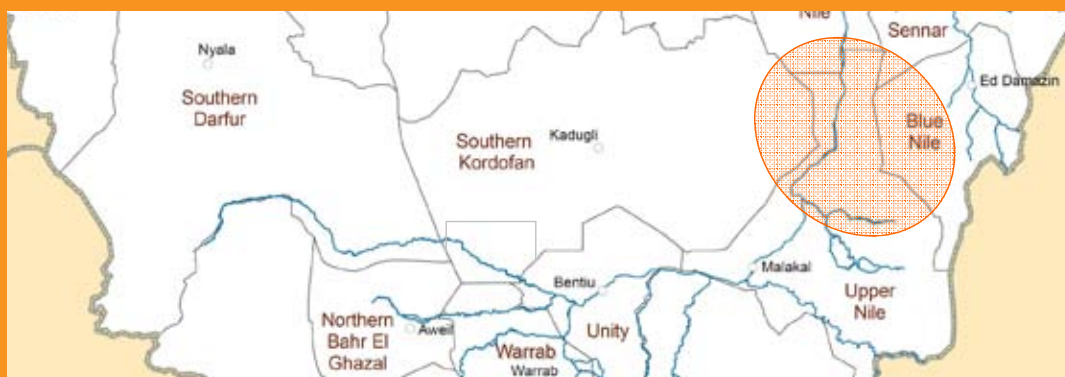 Nile
Sennar
Nyala
Ed Damazin
Southern
Darfur
Blue
Nile
Southern
Kordofan
Kadugli
Malakal
Bentiu
Upper
Nile
Northern
Bahr El
Ghazal
Aweil
Unity
Warrab
Warrab